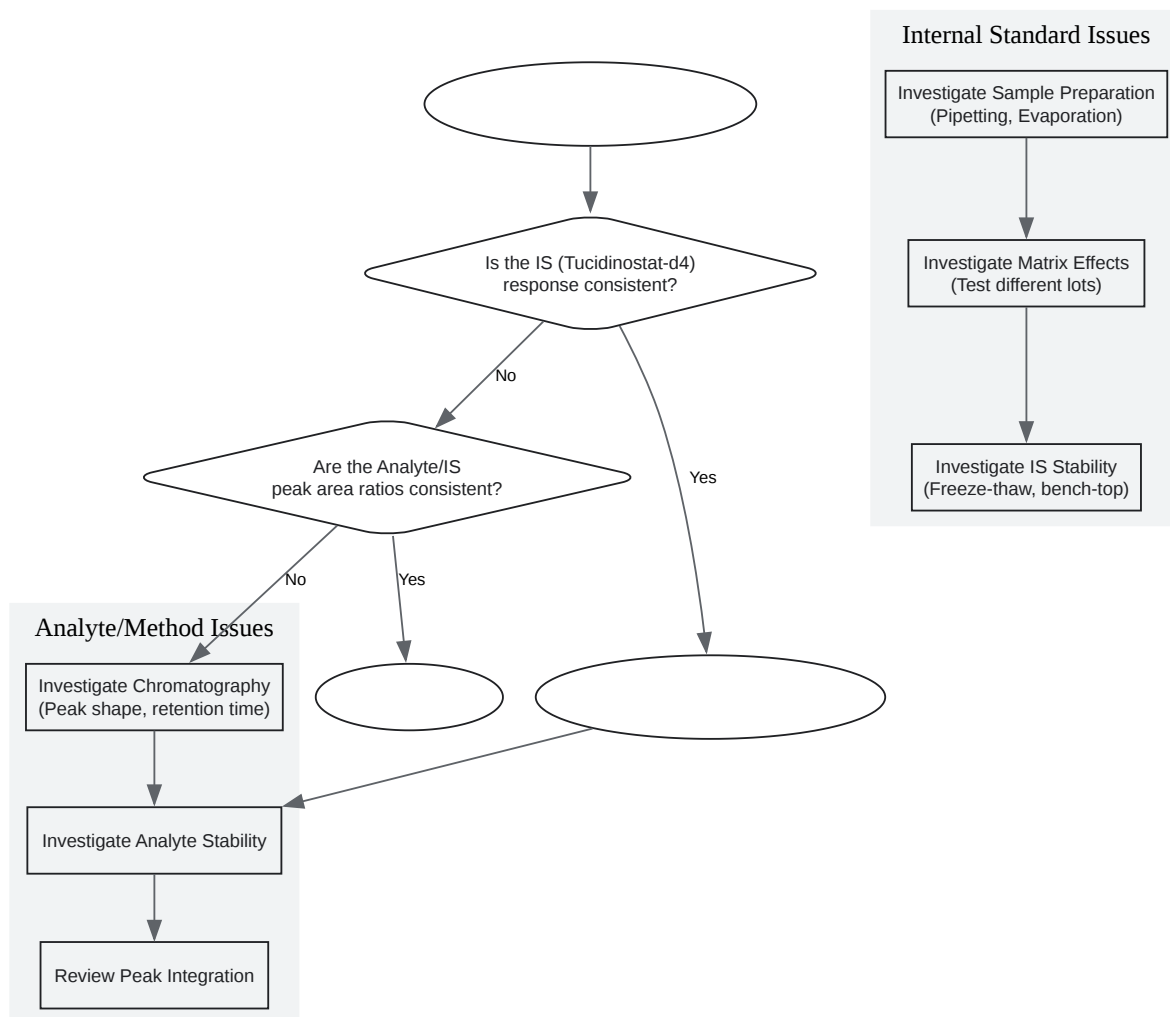 Internal Standard Issues
Investigate Sample Preparation
(Pipetting, Evaporation)
Investigate Matrix Effects
(Test different lots)
Investigate IS Stability
(Freeze-thaw, bench-top)
Is the IS (Tucidinostat-d4)
response consistent?
No
Yes
Are the Analyte/IS
peak area ratios consistent?
No
Yes
Analyte/Method Issues
Investigate Chromatography
(Peak shape, retention time)
Investigate Analyte Stability
Review Peak Integration